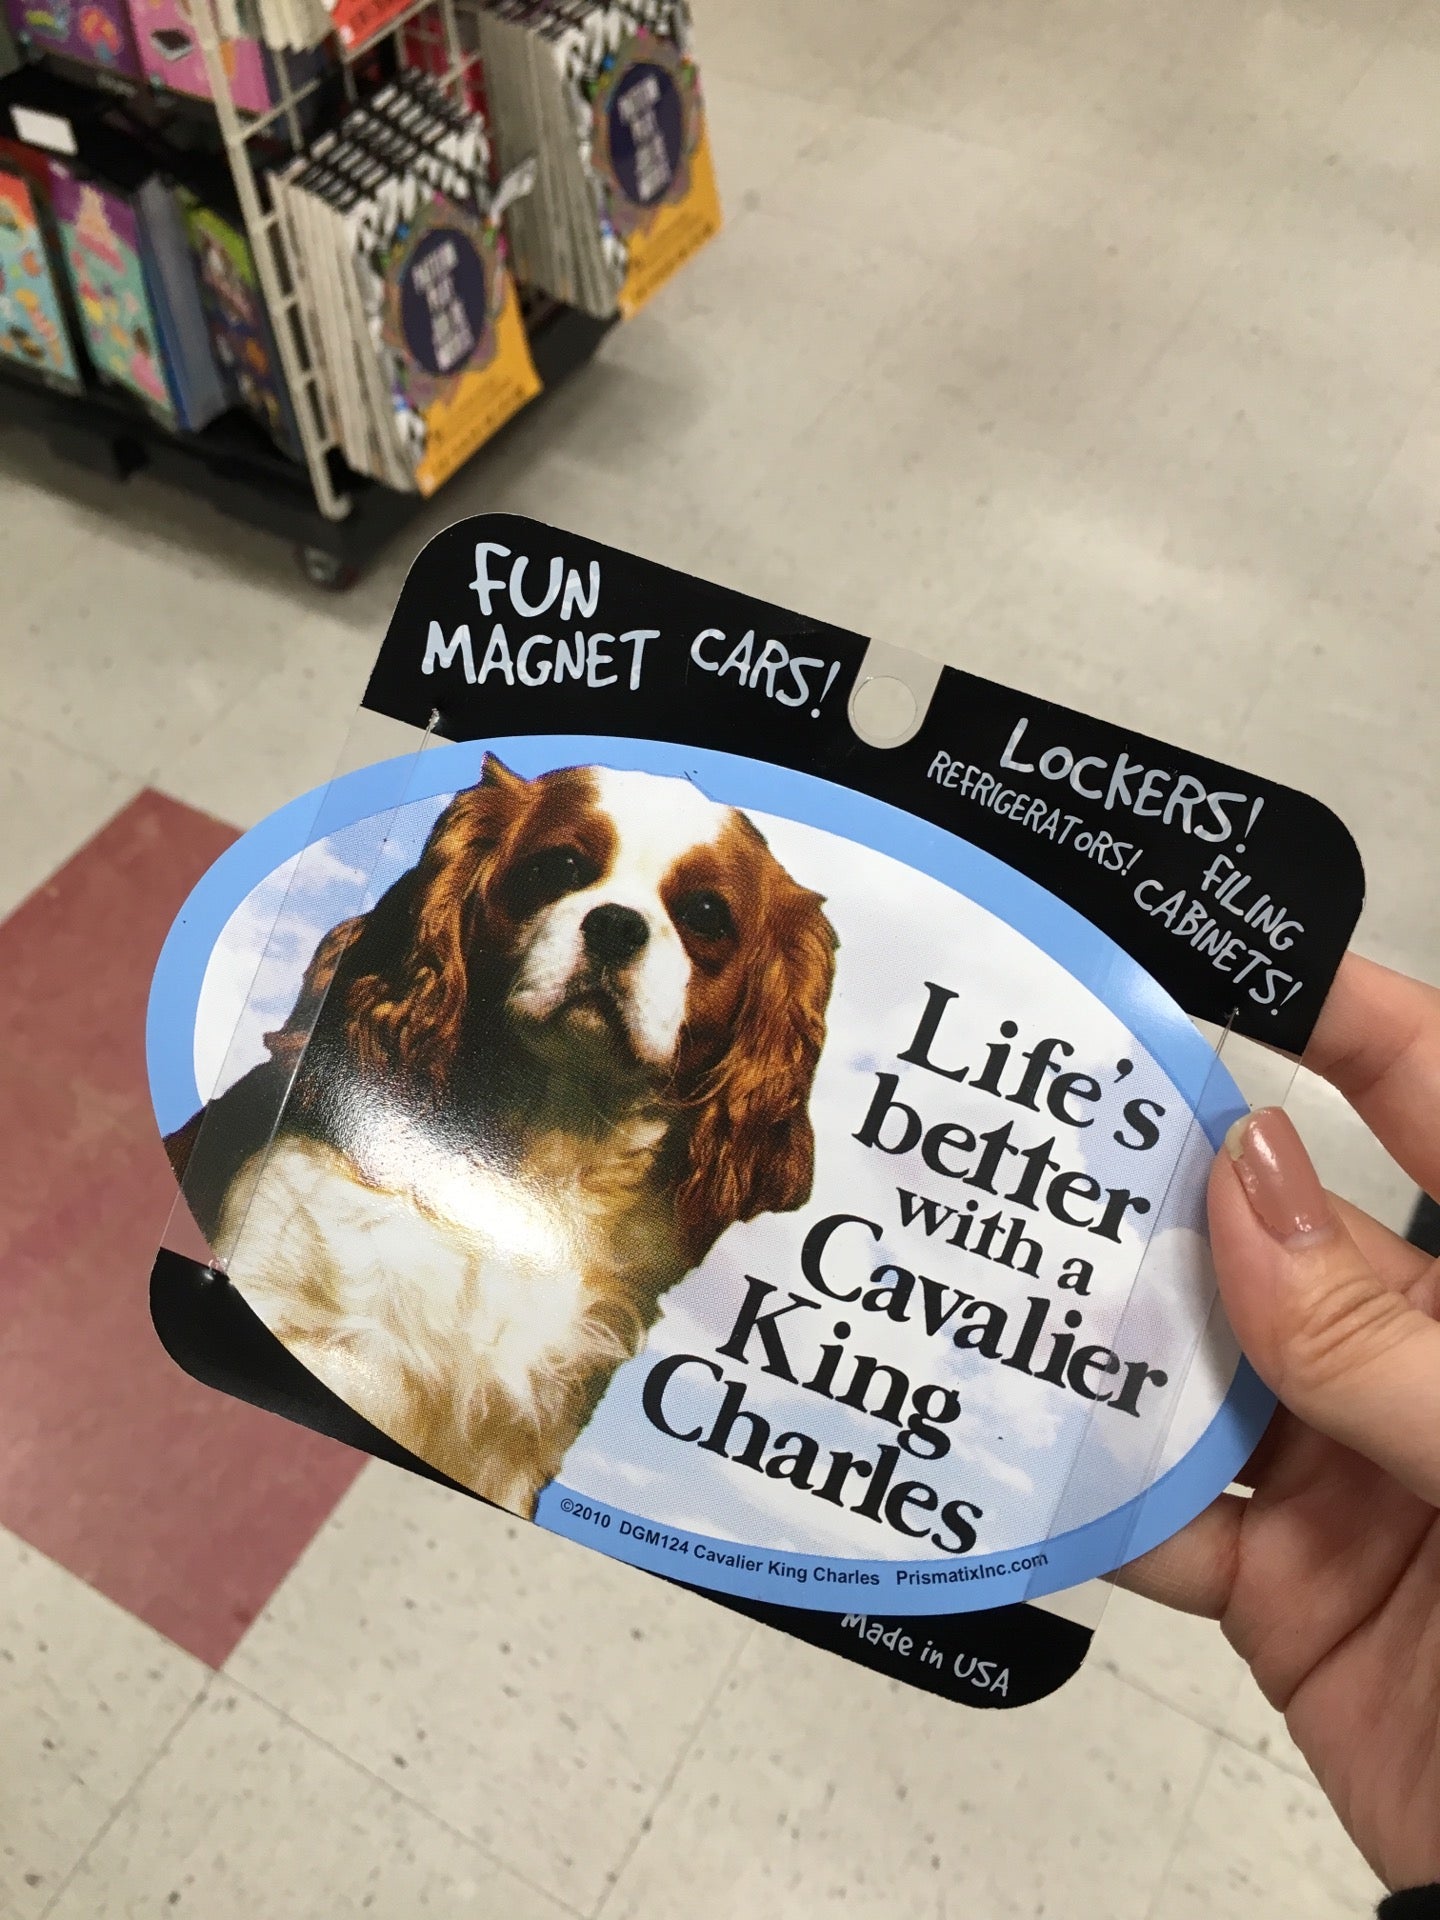 FUN
MAGNET
CARS!
LOCKERS!
REFRIGERATORS!
FILING
CABINETS!
Life's
better
with a
Cavalier
King
Charles
©2010 DGM124 Cavalier King Charles PrismatixInc.com
Made in USA